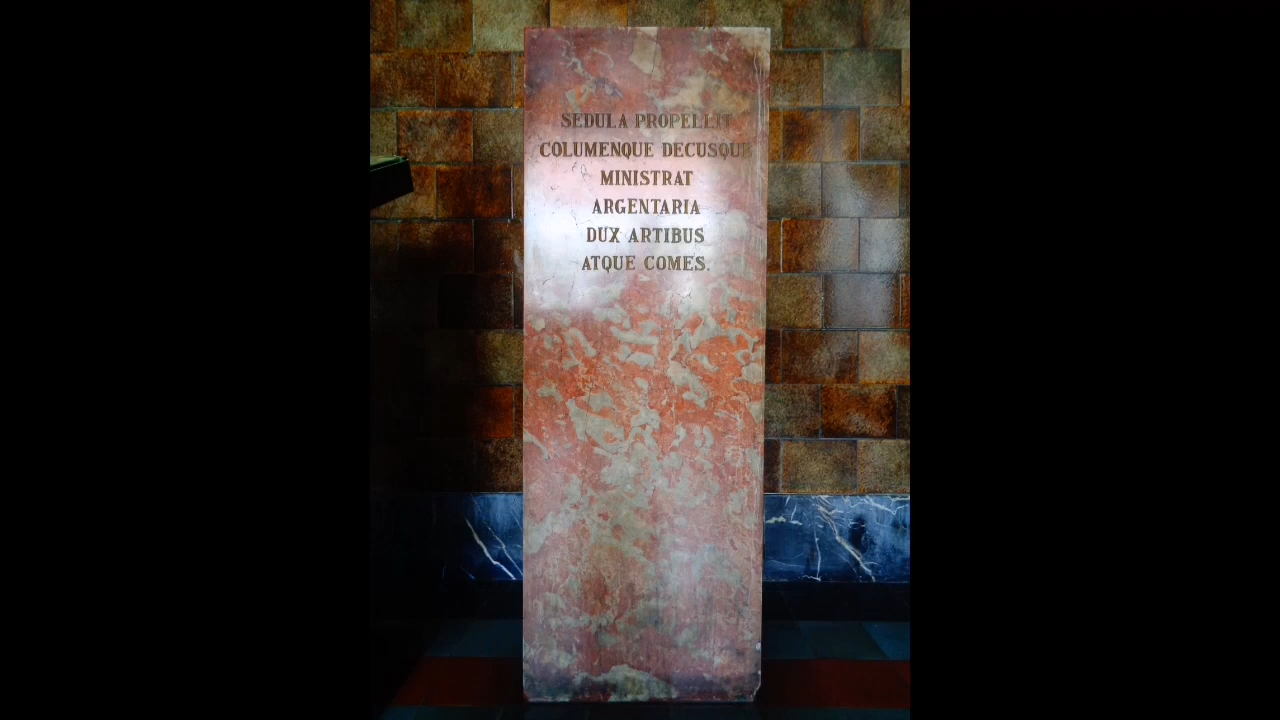 SEDULA PROPELLIT
COLUMENQUE DECUSQUE
MINISTRAT
ARGENTARIA
DUX ARTIBUS
ATQUE COMES.